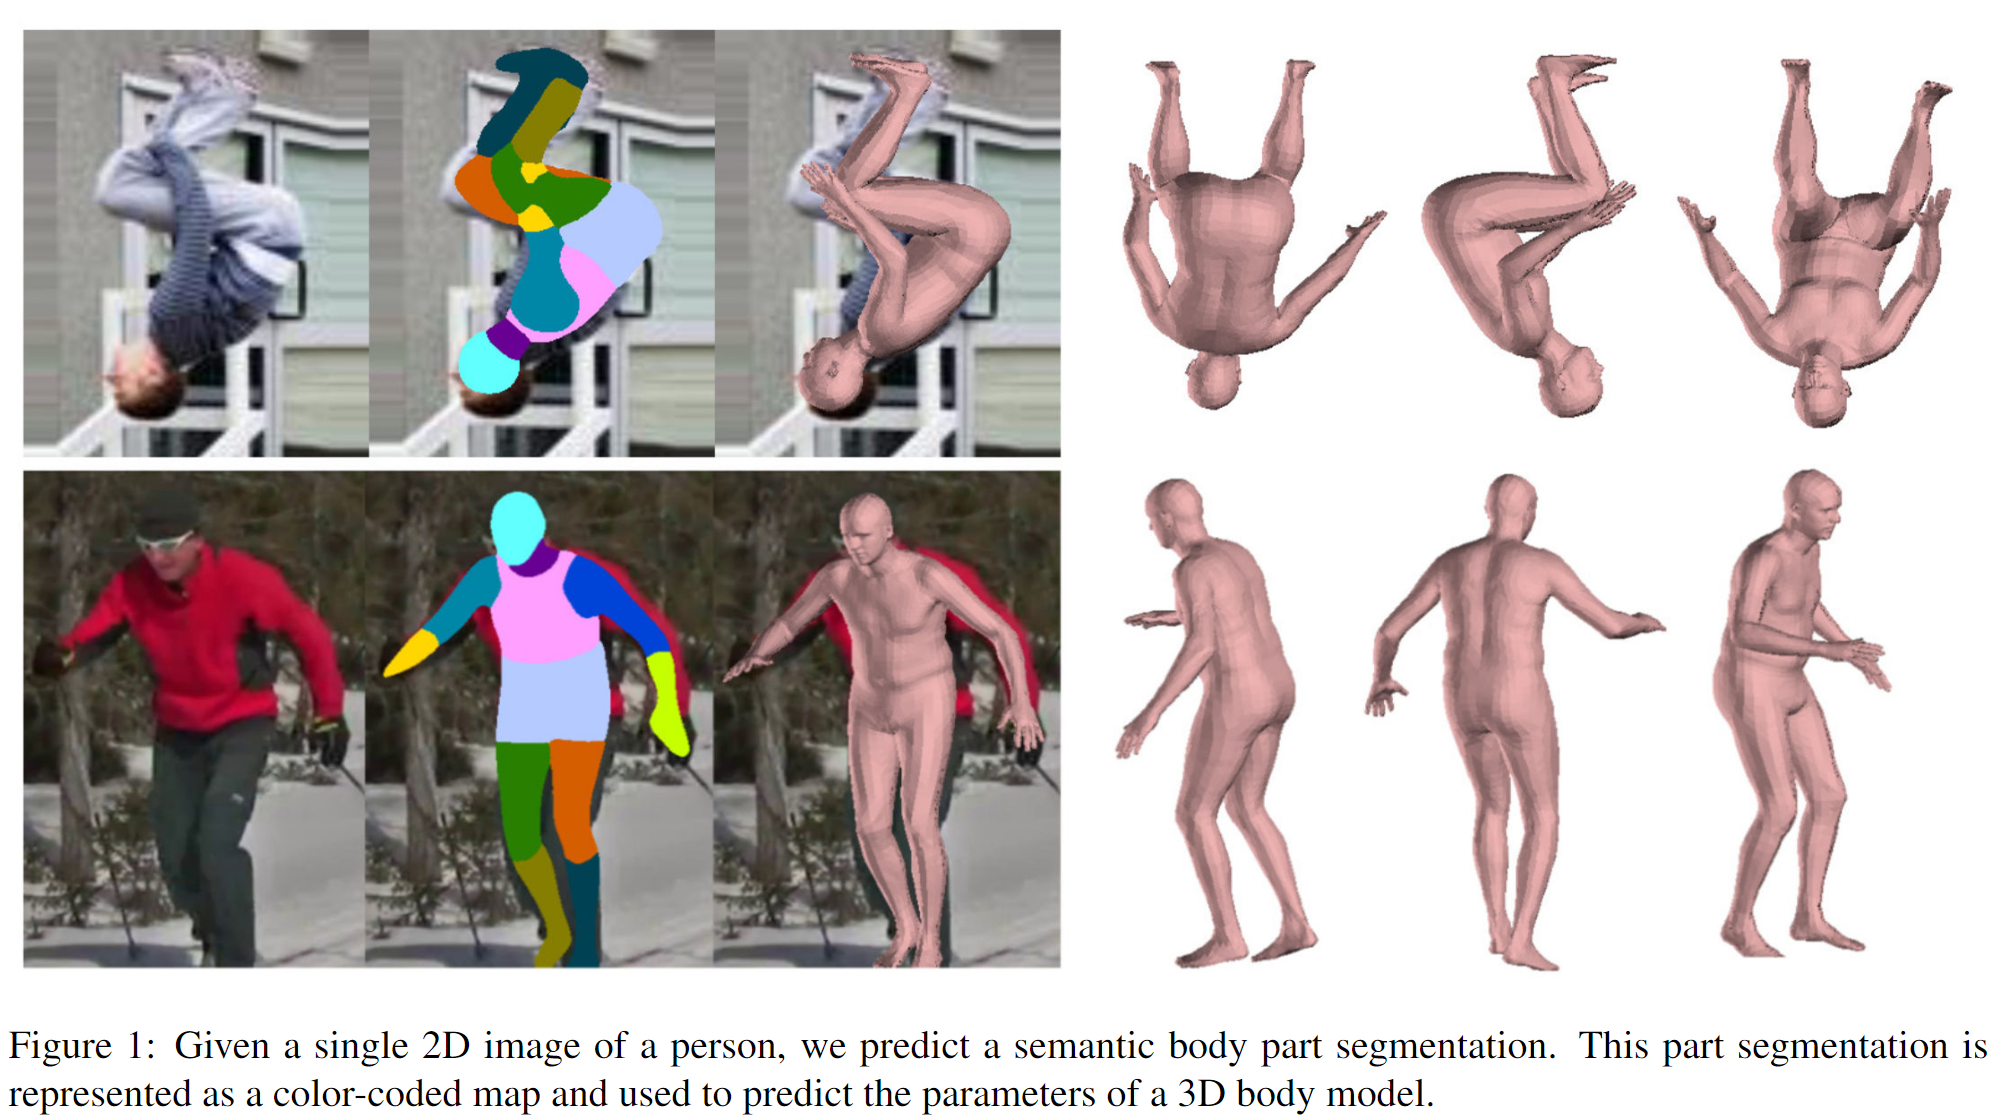 Figure 1: Given a single 2D image of a person, we predict a semantic body part segmentation. This part segmentation is
represented as a color-coded map and used to predict the parameters of a 3D body model.